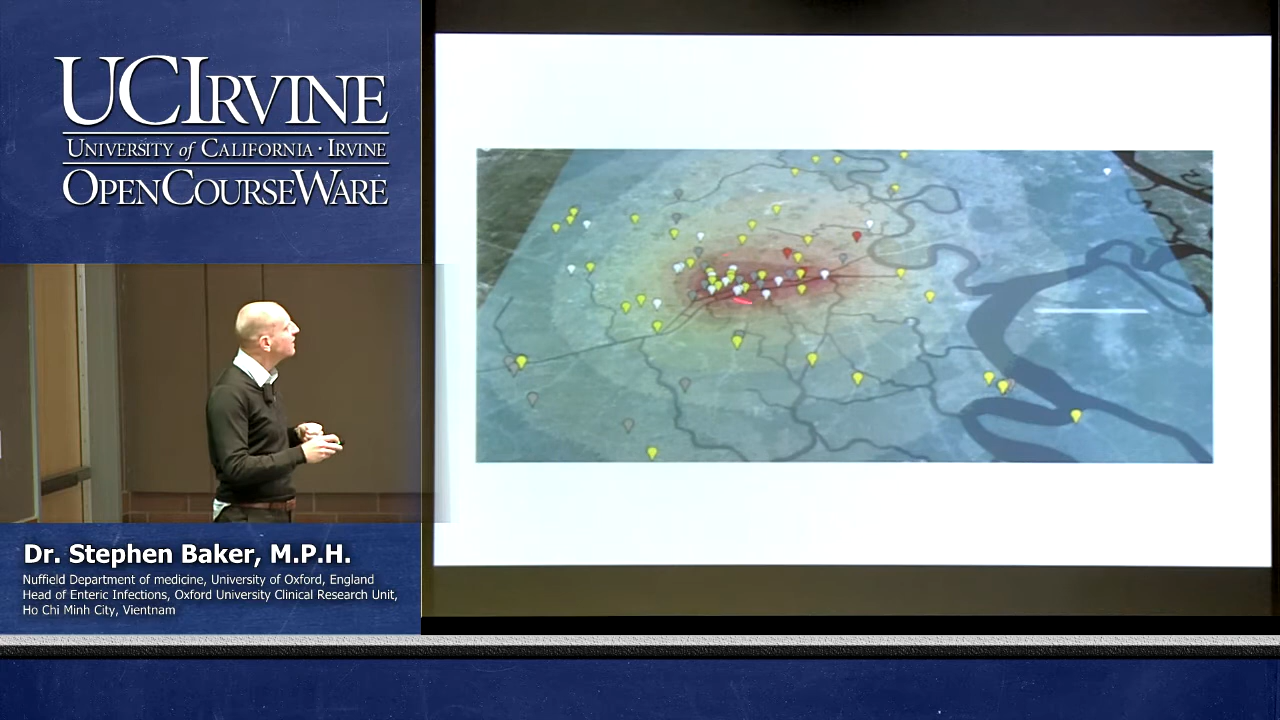 UCIRVINE
UNIVERSITY of CALIFORNIA · IRVINE
OPENCOURSEWARE
Dr. Stephen Baker, M.P.H.
Nuffield Department of medicine, University of Oxford, England
Head of Enteric Infections, Oxford University Clinical Research Unit,
Ho Chi Minh City, Vientnam